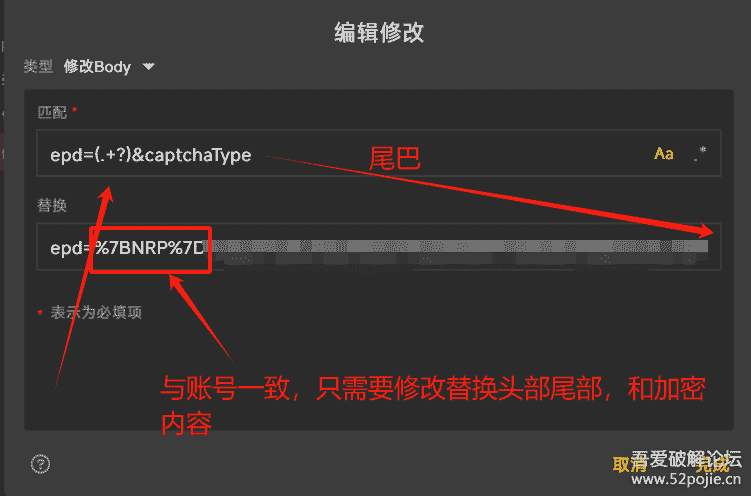 编辑修改
类型 修改Body
匹配 *
epd=(.+?)&captchaType Aa .*
尾巴
替换
epd=%7BNRP%7D
* 表示为必填项
与账号一致，只需要修改替换头部尾部，和加密
内容
? 取消 完成
吾爱破解论坛
www.52pojie.cn